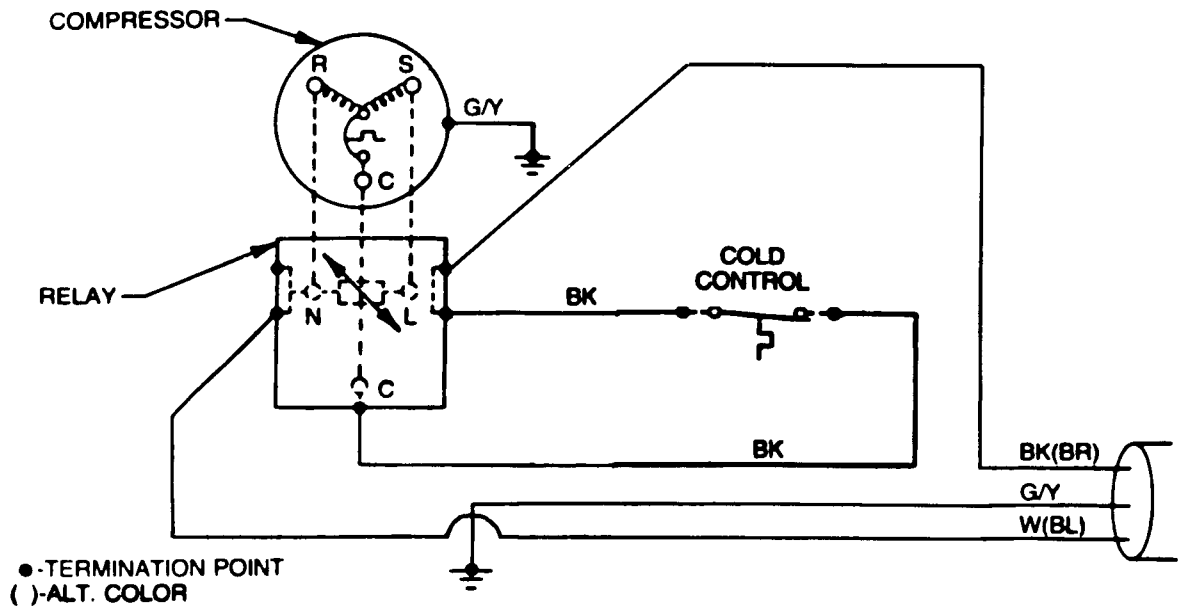 COMPRESSOR
R S
G/Y
C
RELAY
N L
C
BK
COLD
CONTROL
BK
BK(BR)
G/Y
W(BL)
●-TERMINATION POINT
( )-ALT. COLOR